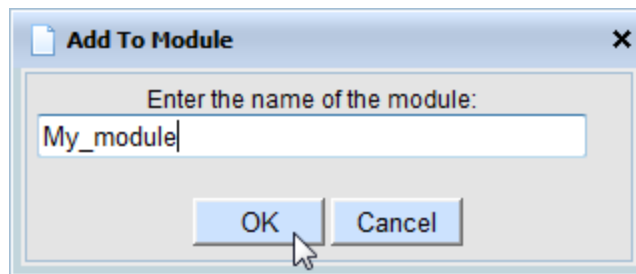 Add To Module
Enter the name of the module:
My_module
OK Cancel